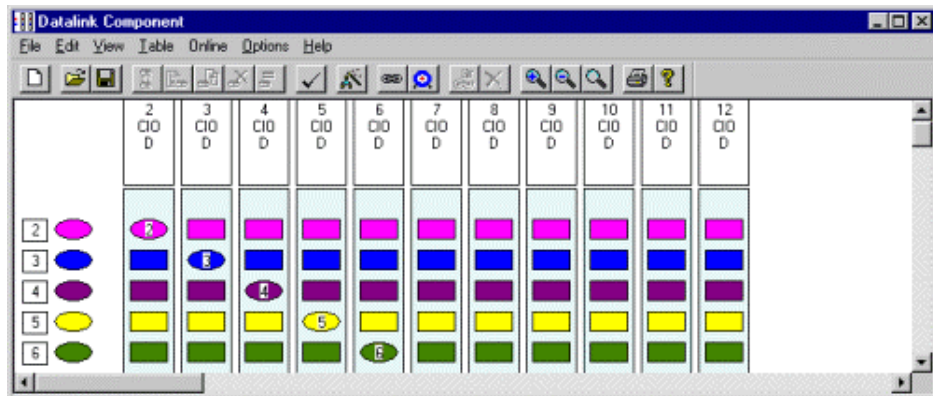 Datalink Component
File Edit View Table Online Options Help
2 3 4 5 6 7 8 9 10 11 12
CIO CIO CIO CIO CIO CIO CIO CIO CIO CIO CIO
D D D D D D D D D D D
2 2
3 3
4 4
5 5
6 6